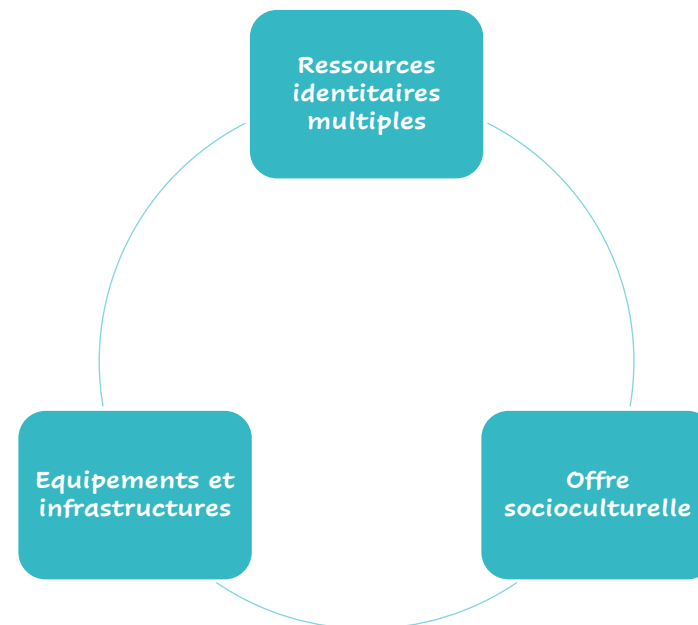 Ressources
identitaires
multiples
Equipements et
infrastructures
Offre
socioculturelle